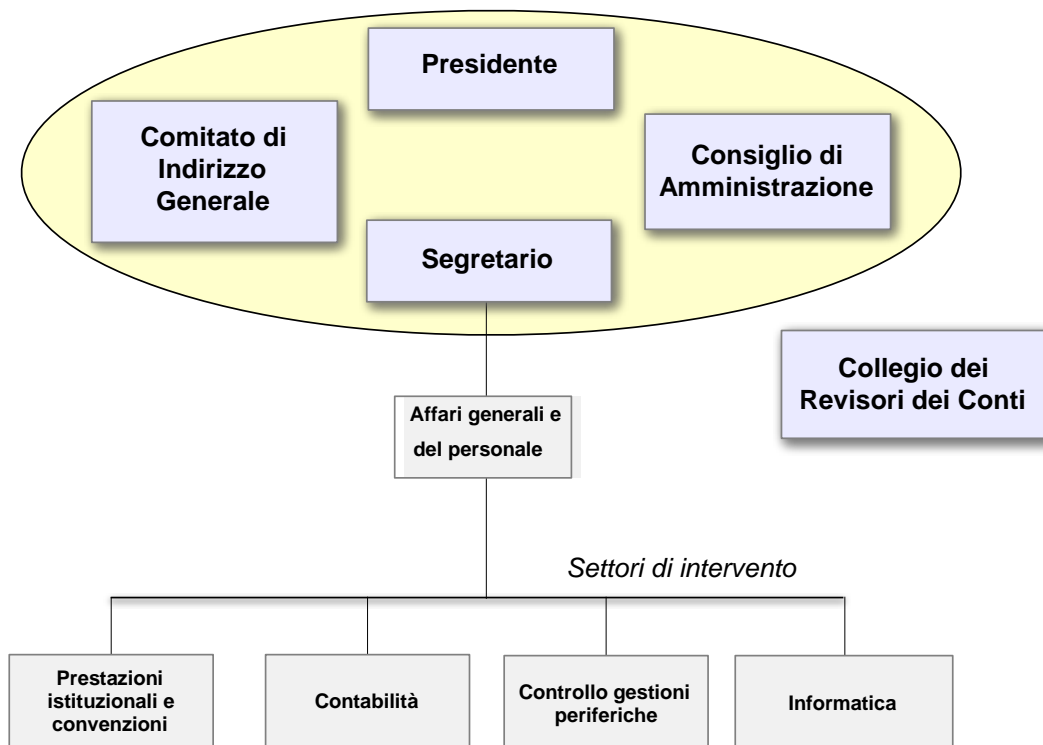 Presidente
Comitato di
Indirizzo
Generale
Consiglio di
Amministrazione
Segretario
Collegio dei
Revisori dei Conti
Affari generali e
del personale
Settori di intervento
Prestazioni
istituzionali e
convenzioni
Contabilità
Controllo gestioni
periferiche
Informatica